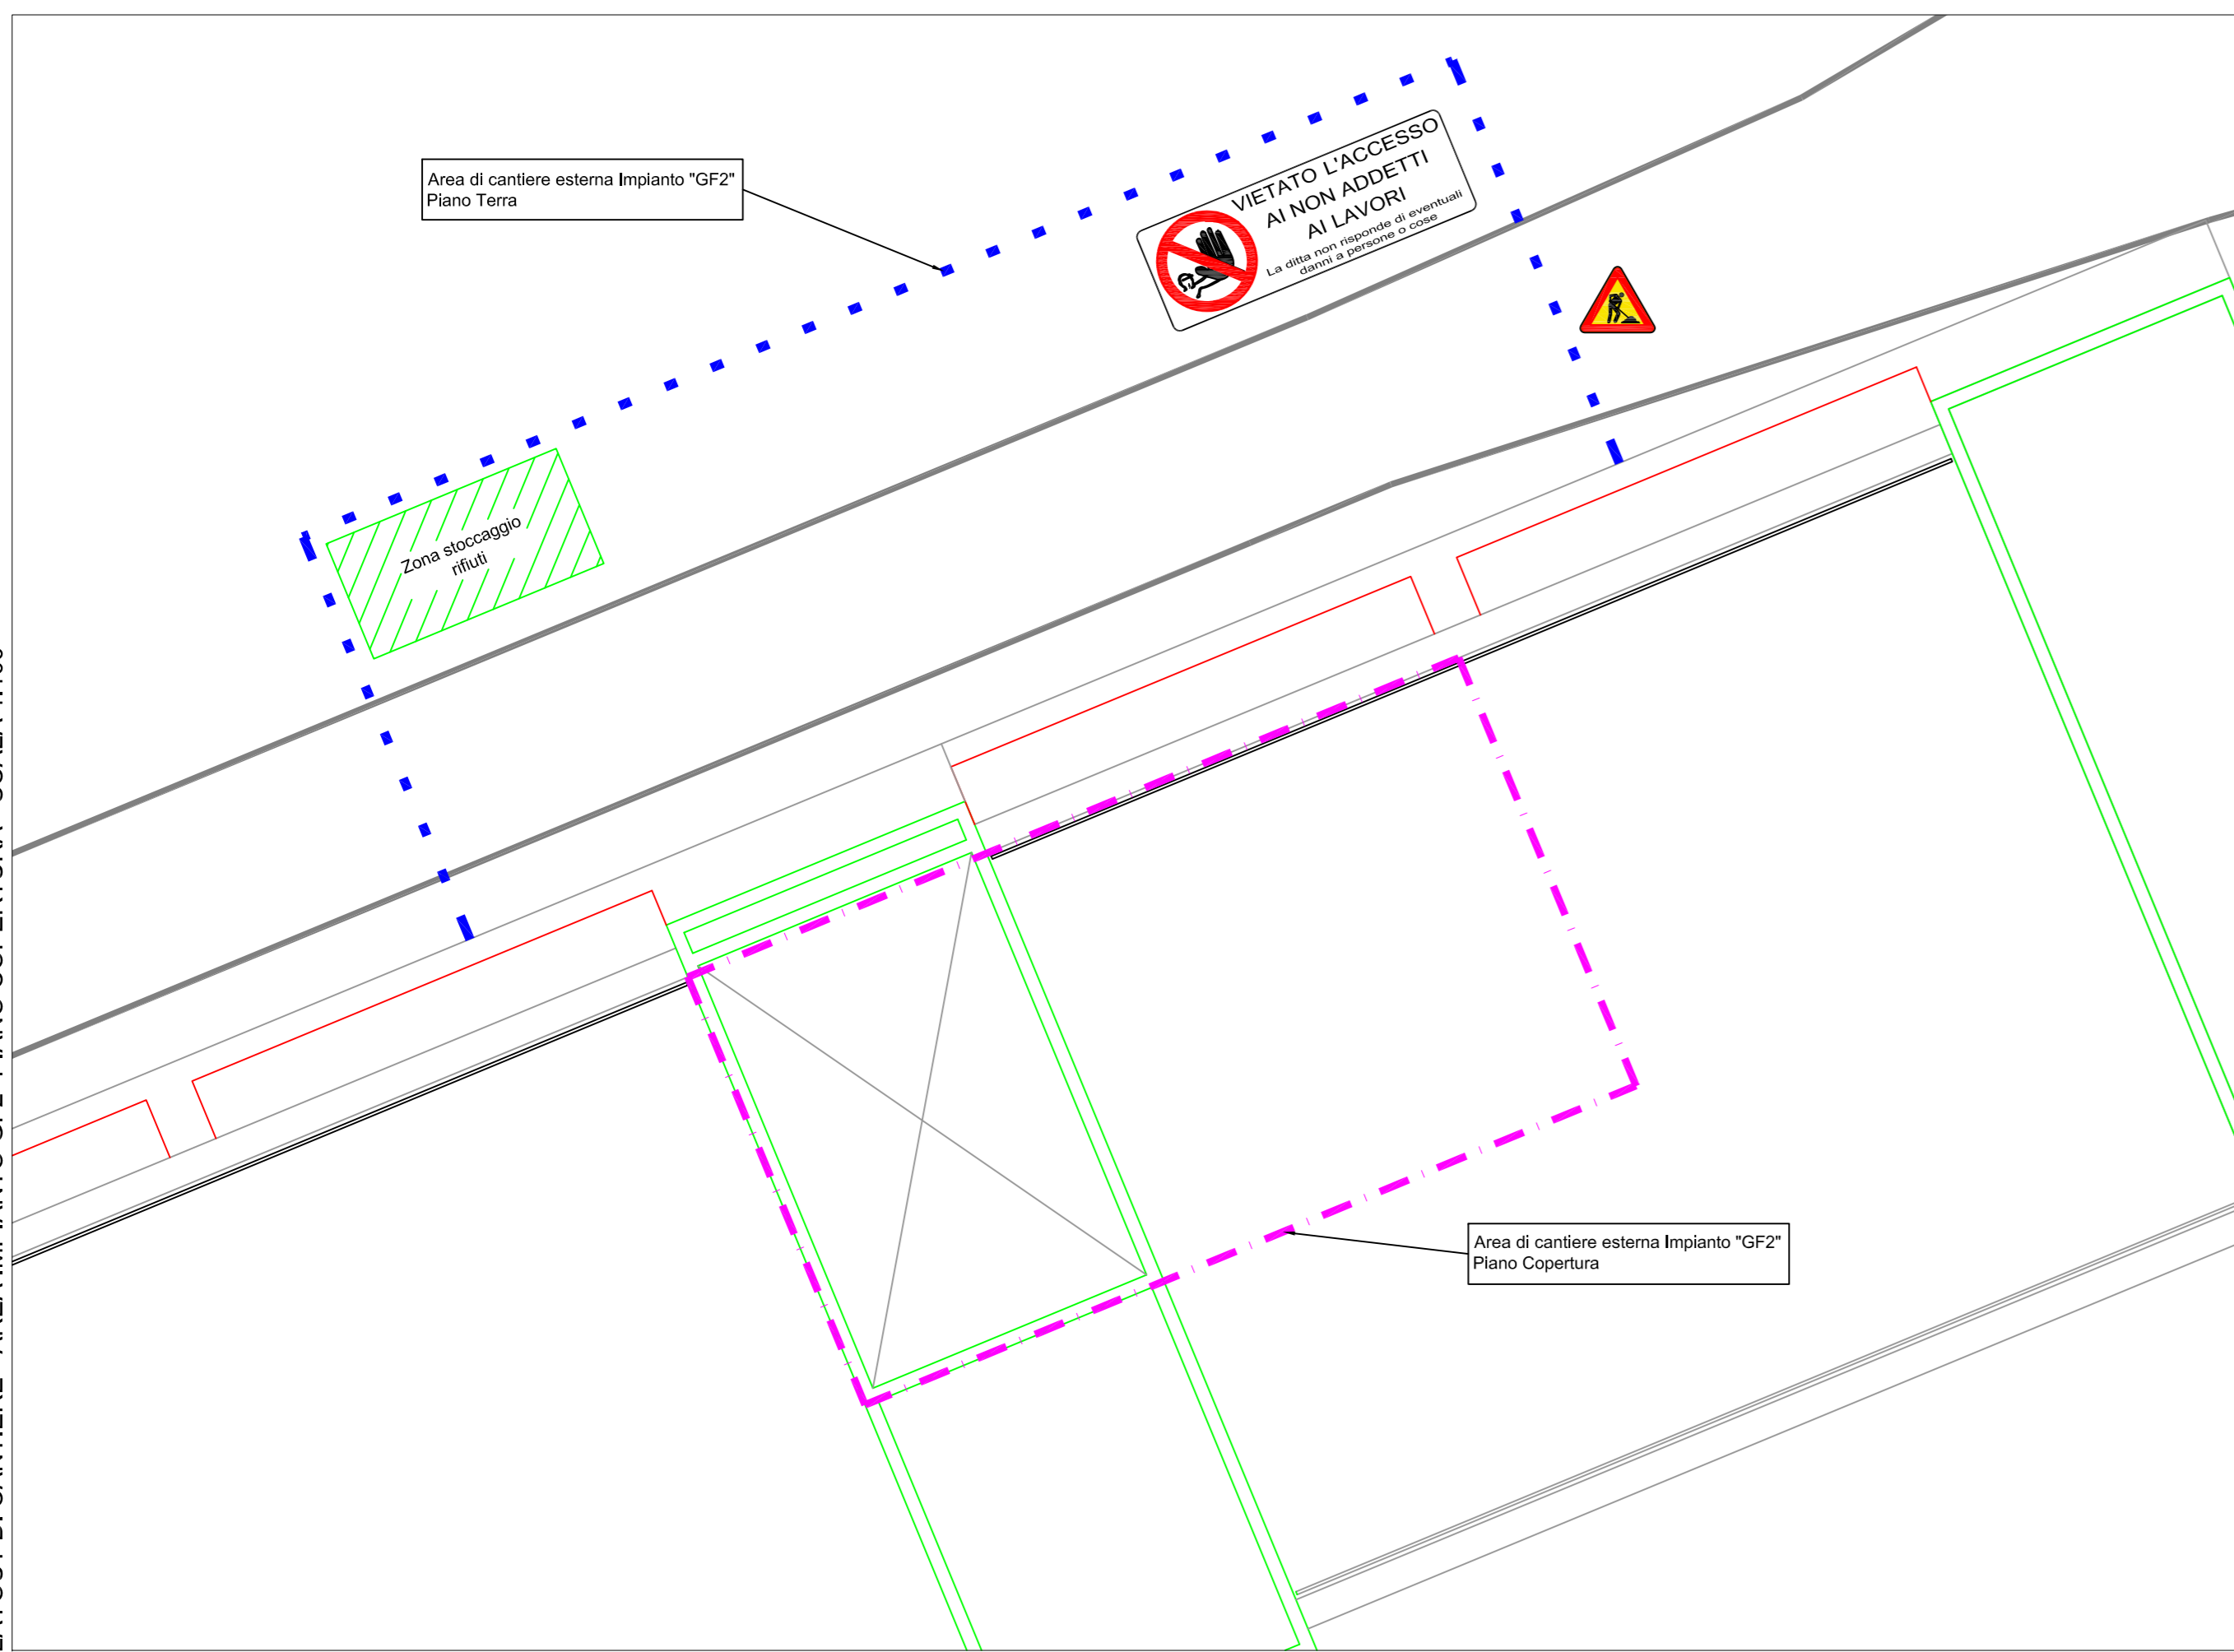 Area di cantiere esterna Impianto "GF2"
Piano Terra
VIETATO L'ACCESSO
AI NON ADDETTI
AI LAVORI
La ditta non risponde di eventuali
danni a persone o cose
Zona stoccaggio
rifiuti
Area di cantiere esterna Impianto "GF2"
Piano Copertura